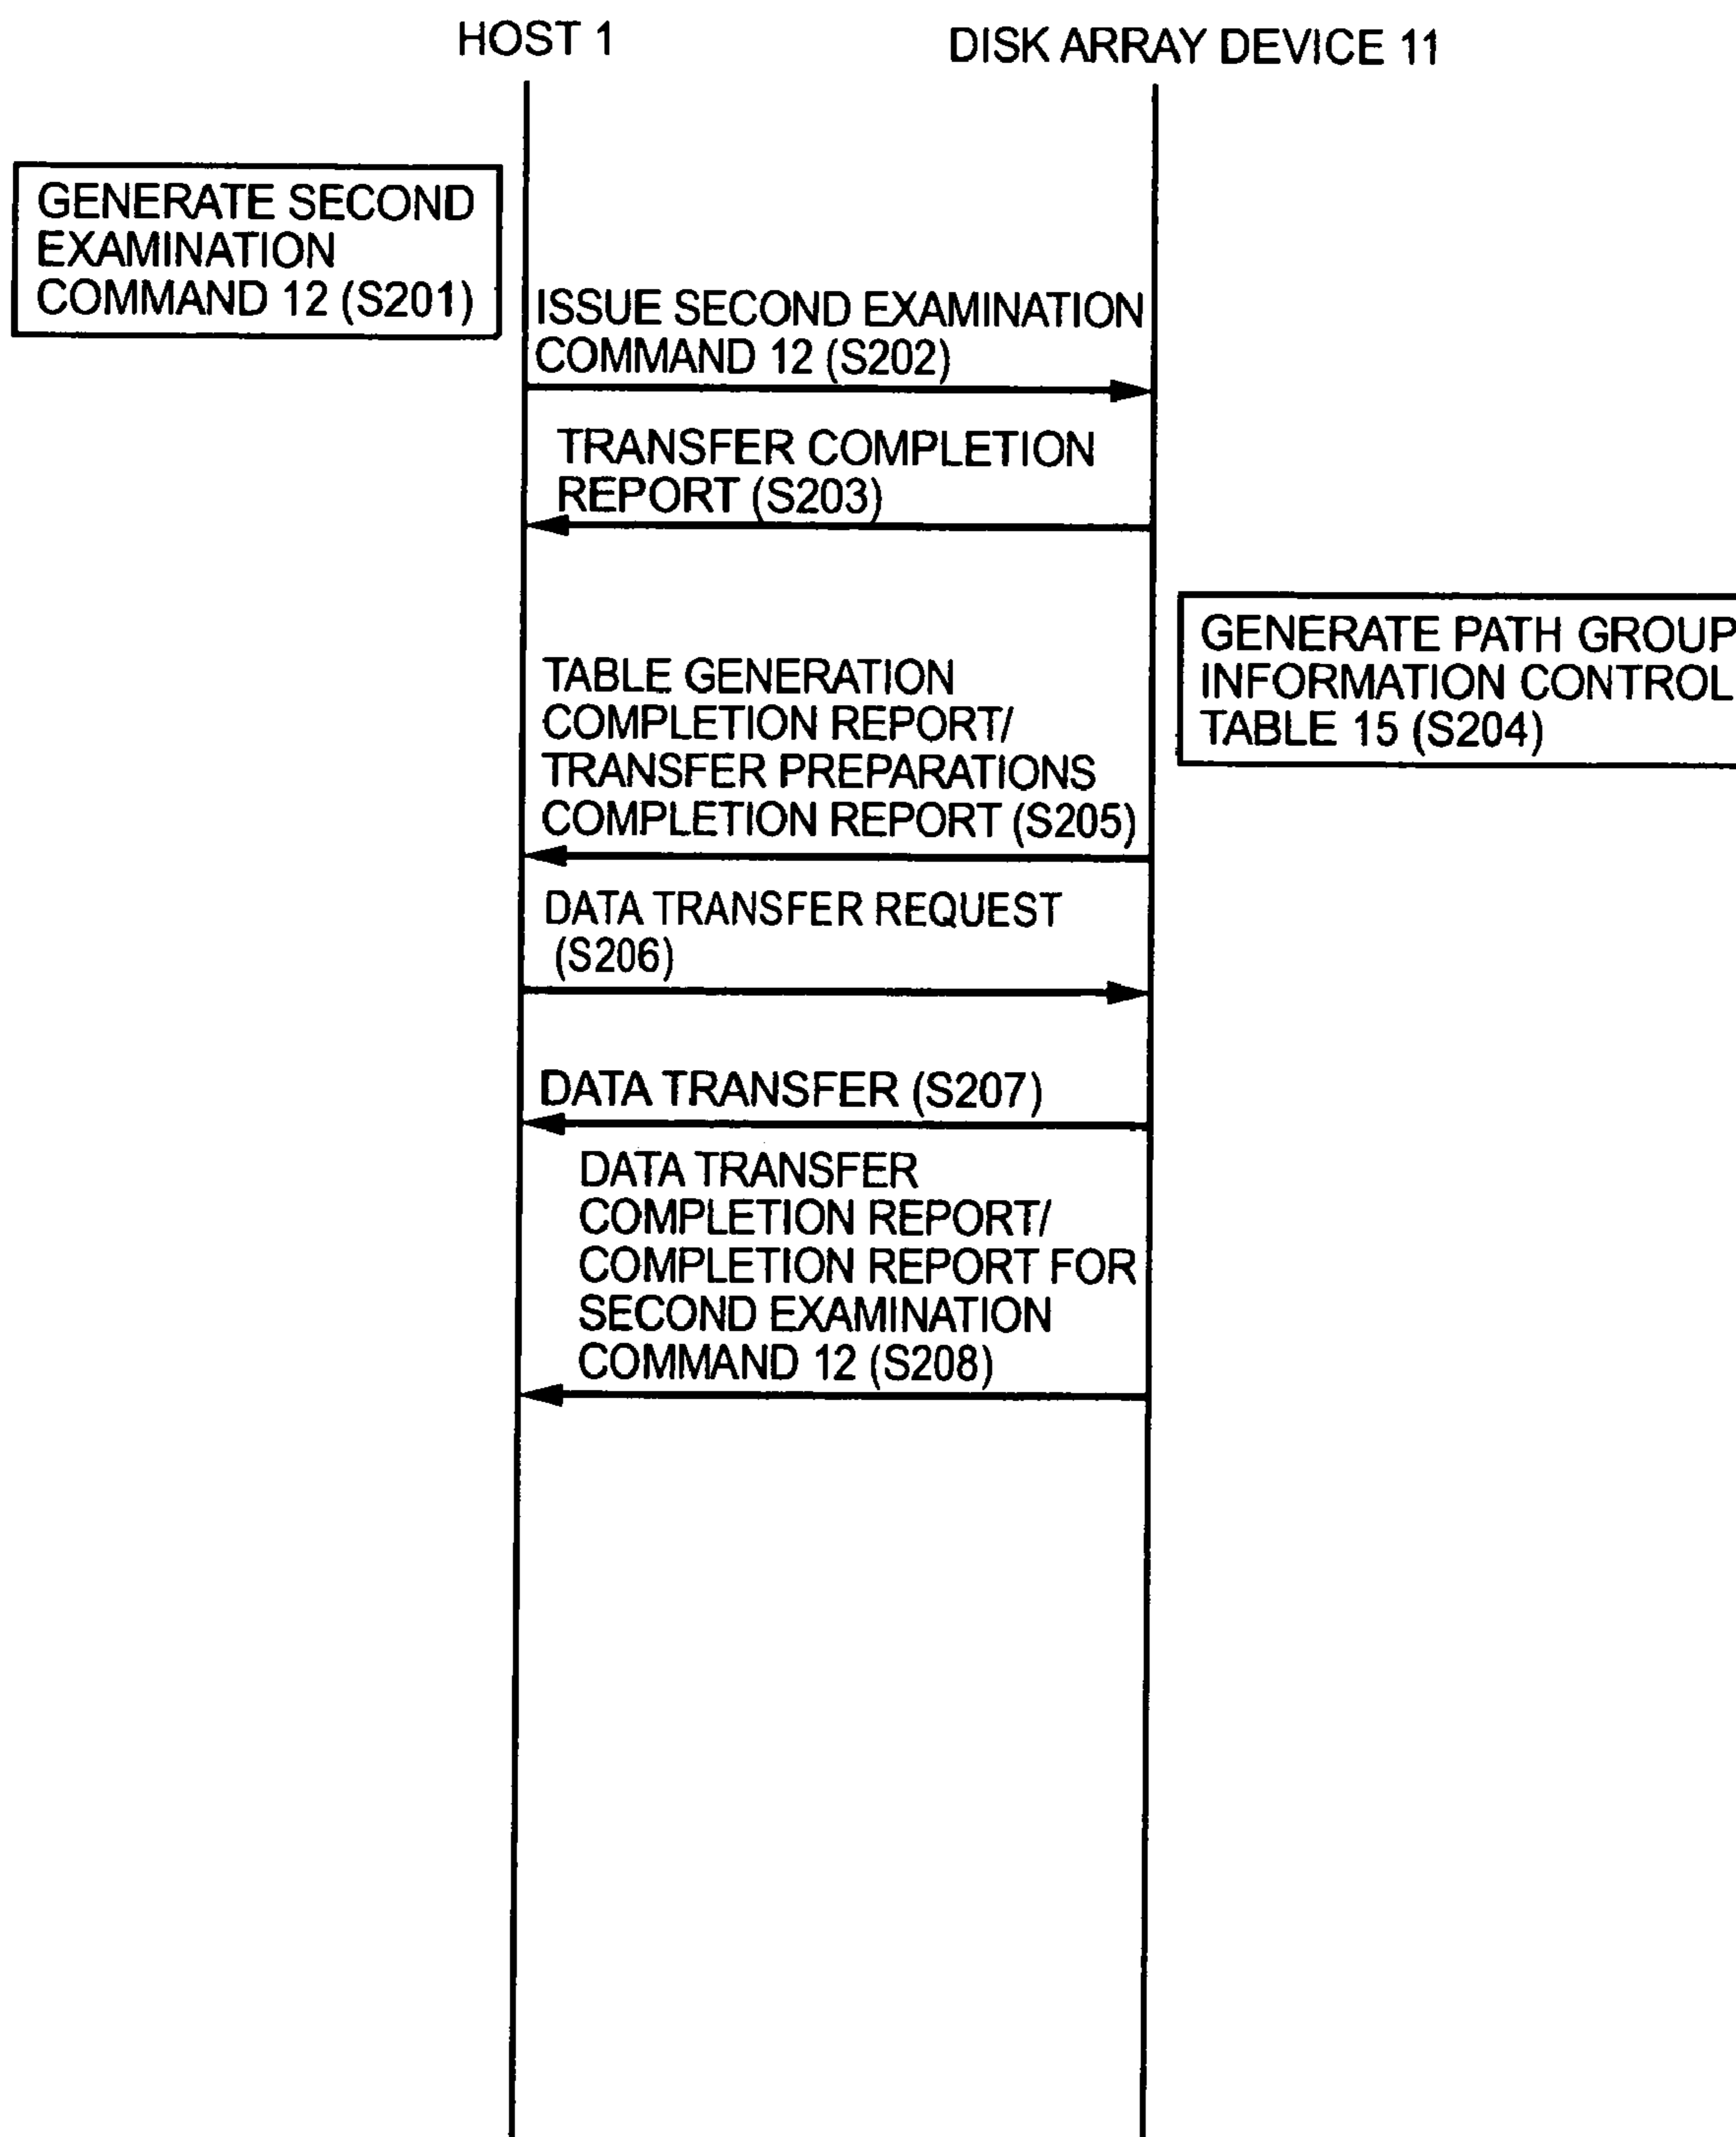 HOST 1
DISK ARRAY DEVICE 11
GENERATE SECOND
EXAMINATION
COMMAND 12 (S201)
ISSUE SECOND EXAMINATION
COMMAND 12 (S202)
TRANSFER COMPLETION
REPORT (S203)
GENERATE PATH GROUP
INFORMATION CONTROL
TABLE 15 (S204)
TABLE GENERATION
COMPLETION REPORT/
TRANSFER PREPARATIONS
COMPLETION REPORT (S205)
DATA TRANSFER REQUEST
(S206)
DATA TRANSFER (S207)
DATA TRANSFER
COMPLETION REPORT/
COMPLETION REPORT FOR
SECOND EXAMINATION
COMMAND 12 (S208)